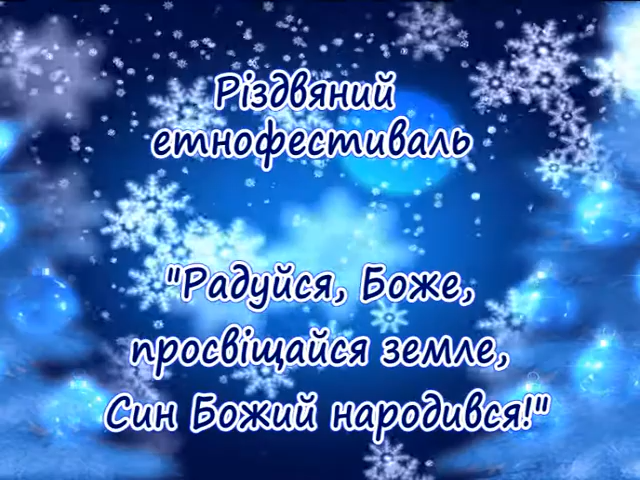 Різдвяний
етнофестиваль
"Радуйся, Боже,
просвіщайся земле,
Син Божий народився!"